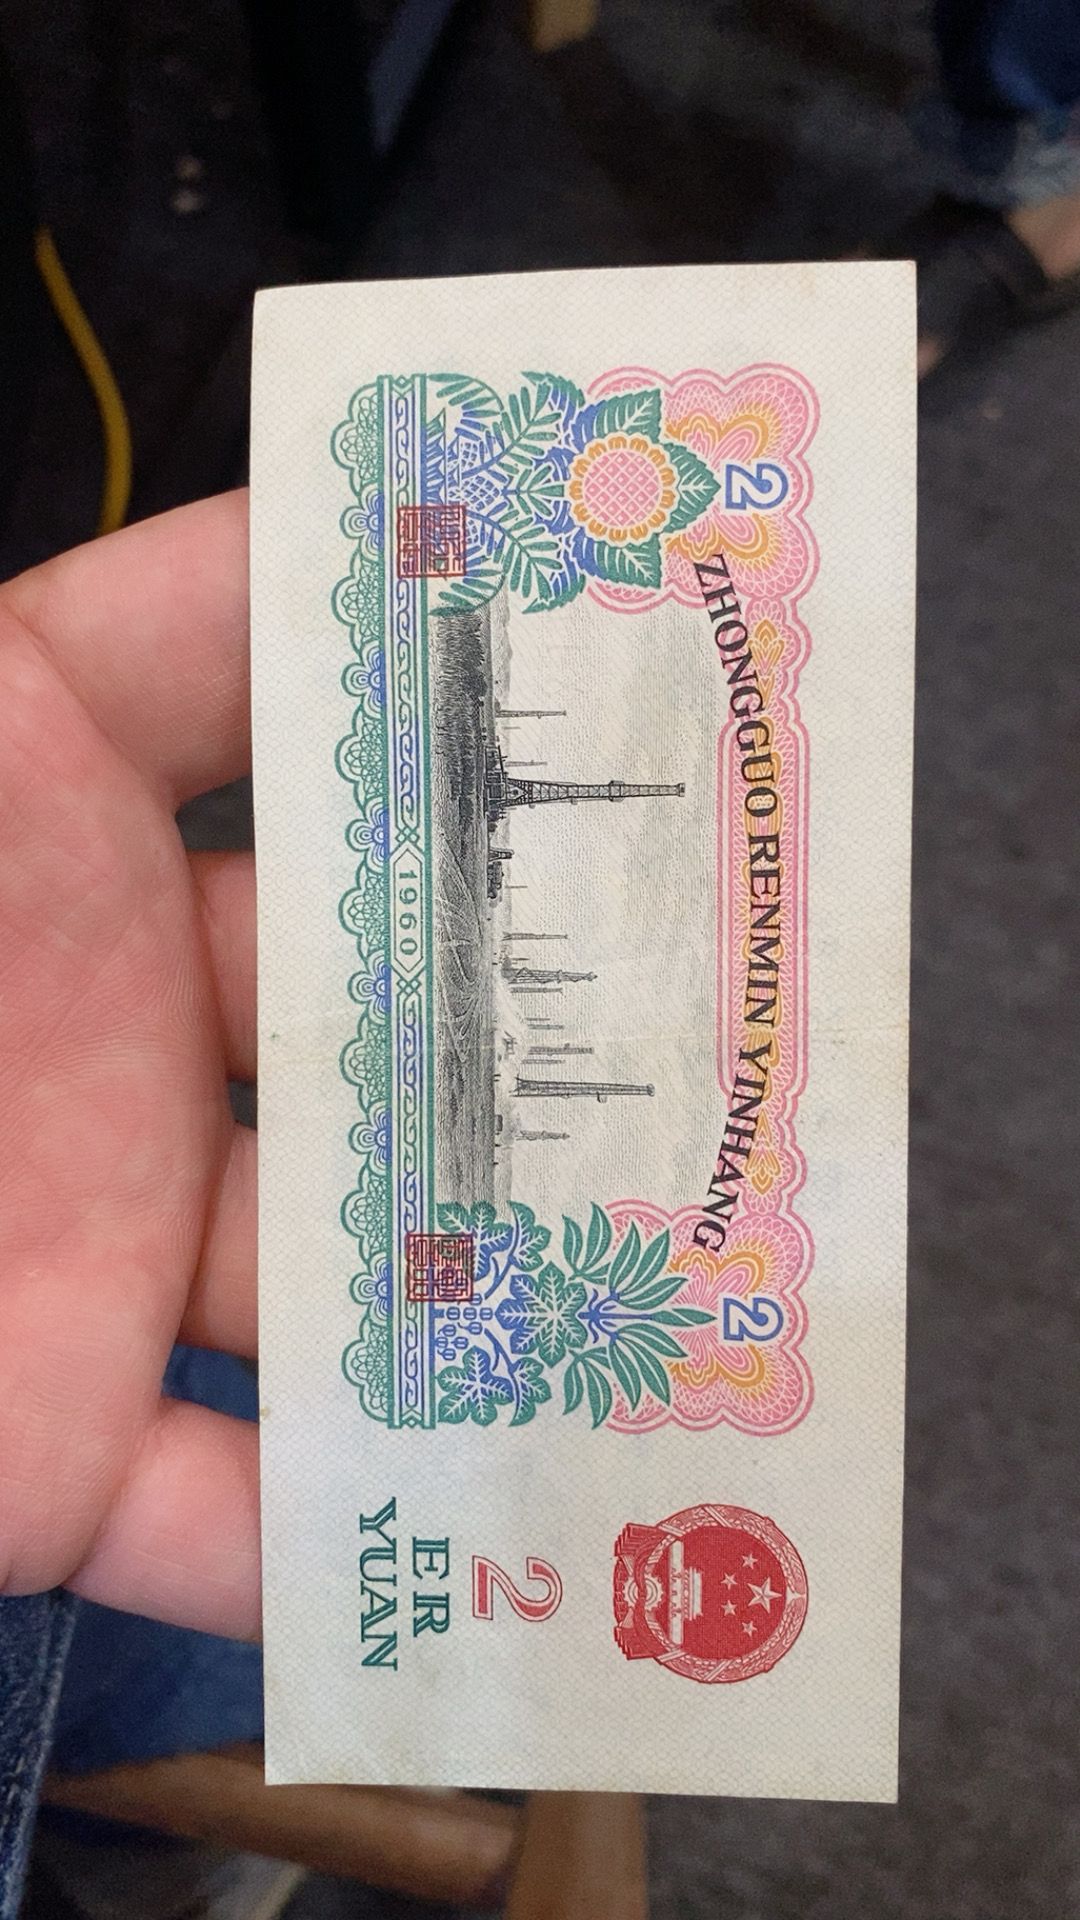 ZHONGGUO RENMIN YINHANG
2
2
1960
2
ER
YUAN